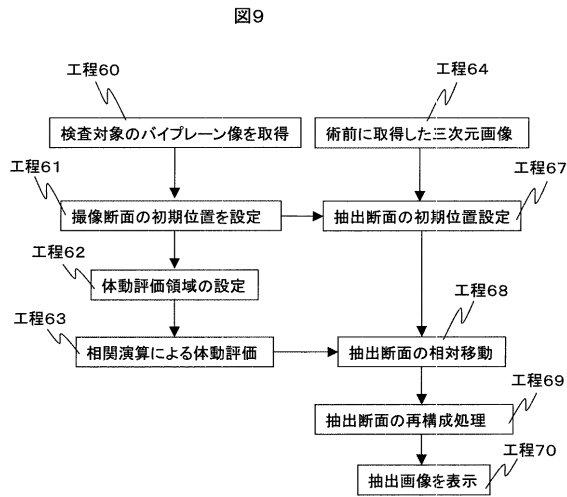 図9
工程60
検査対象のバイプレーン像を取得
工程64
術前に取得した三次元画像
工程61
撮像断面の初期位置を設定
工程67
抽出断面の初期位置設定
工程62
体動評価領域の設定
工程63
相関演算による体動評価
工程68
抽出断面の相対移動
工程69
抽出断面の再構成処理
工程70
抽出画像を表示